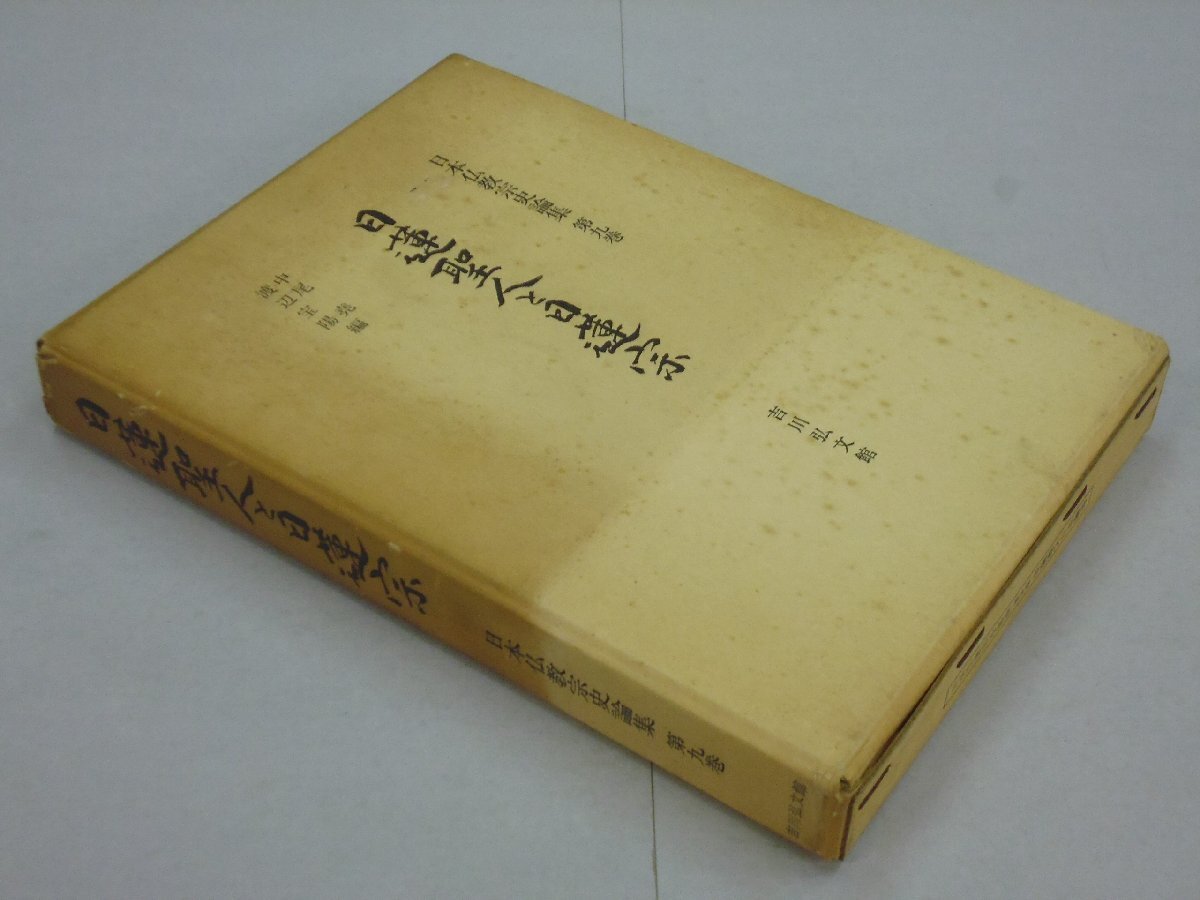 日本仏教宗史論集 第九巻
日蓮聖人と日蓮宗
中尾堯
渡辺宝陽 編
吉川弘文館
日蓮聖人と日蓮宗
日本仏教宗史論集 第九巻
吉川弘文館